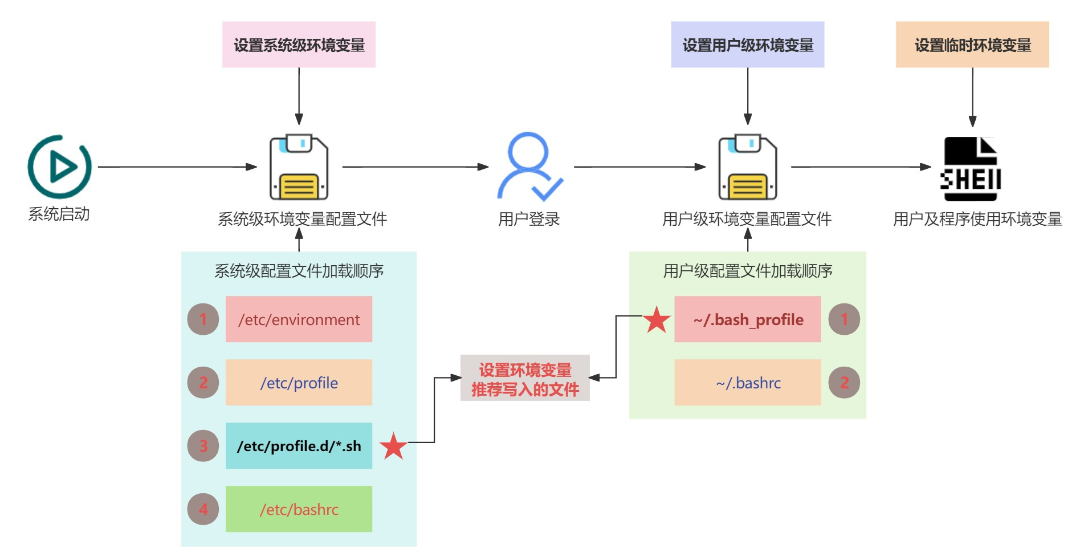 设置系统级环境变量
设置用户级环境变量
设置临时环境变量
SHELL
系统启动
系统级环境变量配置文件
用户登录
用户级环境变量配置文件
用户及程序使用环境变量
系统级配置文件加载顺序
1
/etc/environment
2
/etc/profile
3
/etc/profile.d/*.sh
4
/etc/bashrc
设置环境变量
推荐写入的文件
用户级配置文件加载顺序
~/.bash_profile
1
~/.bashrc
2